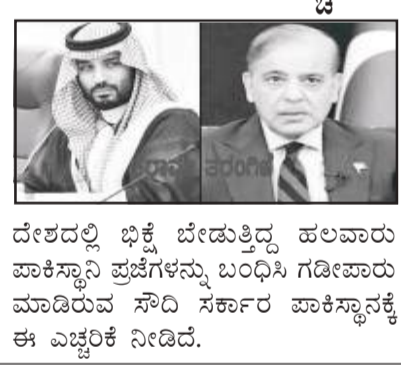 ದೇಶದಲ್ಲಿ ಭಿಕ್ಷೆ ಬೇಡುತ್ತಿದ್ದ ಹಲವಾರು
ಪಾಕಿಸ್ಥಾನಿ ಪ್ರಜೆಗಳನ್ನು ಬಂಧಿಸಿ ಗಡೀಪಾರು
ಮಾಡಿರುವ ಸೌದಿ ಸರ್ಕಾರ ಪಾಕಿಸ್ಥಾನಕ್ಕೆ
ಈ ಎಚ್ಚರಿಕೆ ನೀಡಿದೆ.